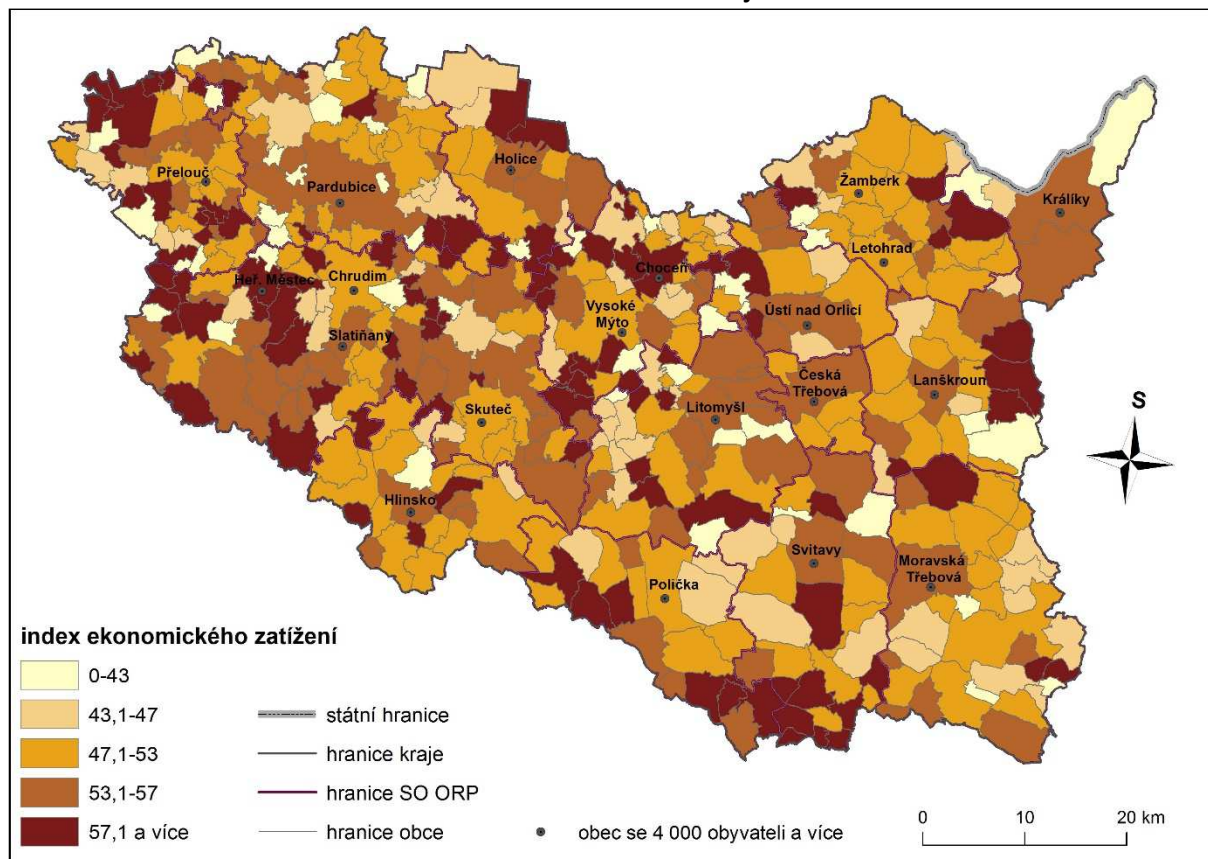 Holice
Přelouč
Pardubice
Žamberk
Králíky
Letohrad
Choceň
Heř. Městec
Chrudim
Vysoké
Mýto
Ústí nad Orlicí
Slatiňany
Česká
Třebová
Lanškroun
Skuteč
Litomyšl
S
Hlinsko
Svitavy
Moravská
Třebová
Polička
index ekonomického zatížení
0-43
43,1-47
47,1-53
53,1-57
57,1 a více
státní hranice
hranice kraje
hranice SO ORP
hranice obce
obec se 4 000 obyvateli a více
0 10 20 km